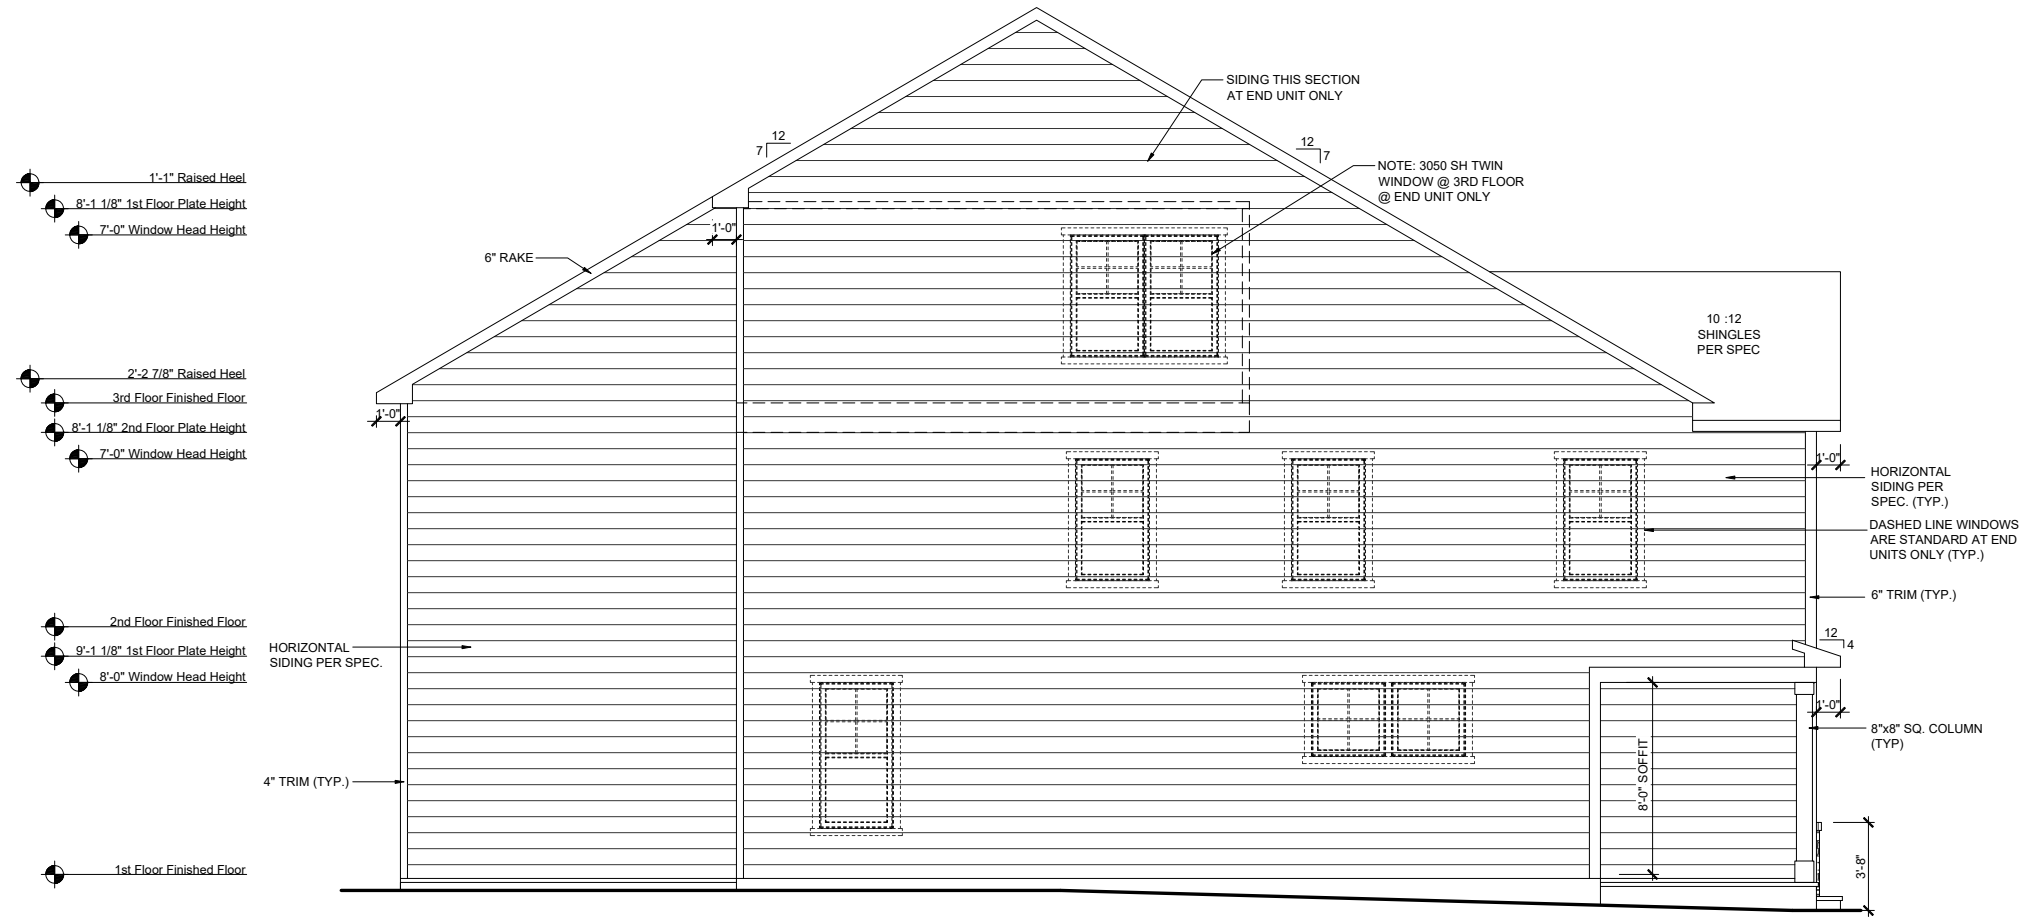 SIDING THIS SECTION
AT END UNIT ONLY
12
7
12
7
NOTE: 3050 SH TWIN
WINDOW @ 3RD FLOOR
@ END UNIT ONLY
1'-1" Raised Heel
8'-1 1/8" 1st Floor Plate Height
7'-0" Window Head Height
1'-0"
6" RAKE
10 :12
SHINGLES
PER SPEC
2'-2 7/8" Raised Heel
3rd Floor Finished Floor
8'-1 1/8" 2nd Floor Plate Height
7'-0" Window Head Height
1'-0"
1'-0"
HORIZONTAL
SIDING PER
SPEC. (TYP.)
DASHED LINE WINDOWS
ARE STANDARD AT END
UNITS ONLY (TYP.)
6" TRIM (TYP.)
2nd Floor Finished Floor
9'-1 1/8" 1st Floor Plate Height
8'-0" Window Head Height
HORIZONTAL
SIDING PER SPEC.
12
4
1'-0"
8"x8" SQ. COLUMN
(TYP)
8'-0" SOFFIT
4" TRIM (TYP.)
3'-8"
1st Floor Finished Floor